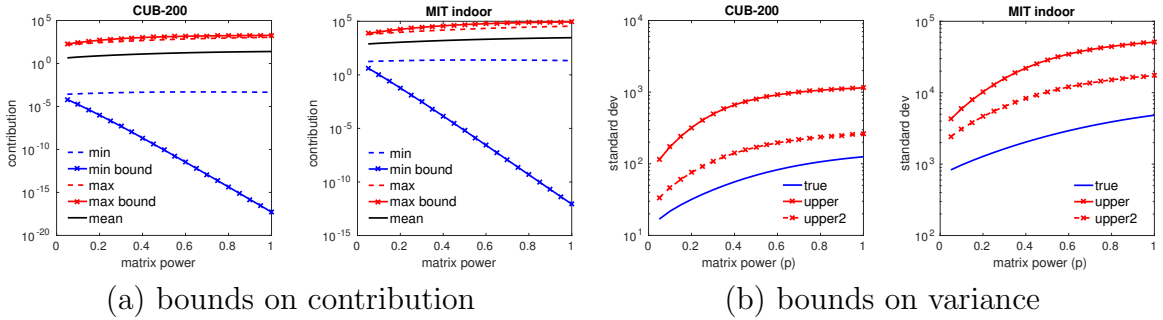 CUB-200
10^5
10^0
10^-5
10^-10
10^-15
10^-20
contribution
min
min bound
max
max bound
mean
0 0.2 0.4 0.6 0.8 1
matrix power
MIT indoor
10^5
10^0
10^-5
10^-10
10^-15
contribution
min
min bound
max
max bound
mean
0 0.2 0.4 0.6 0.8 1
matrix power
(a) bounds on contribution
CUB-200
10^4
10^3
10^2
10^1
standard dev
true
upper
upper2
0 0.2 0.4 0.6 0.8 1
matrix power (p)
MIT indoor
10^5
10^4
10^3
10^2
standard dev
true
upper
upper2
0 0.2 0.4 0.6 0.8 1
matrix power (p)
(b) bounds on variance